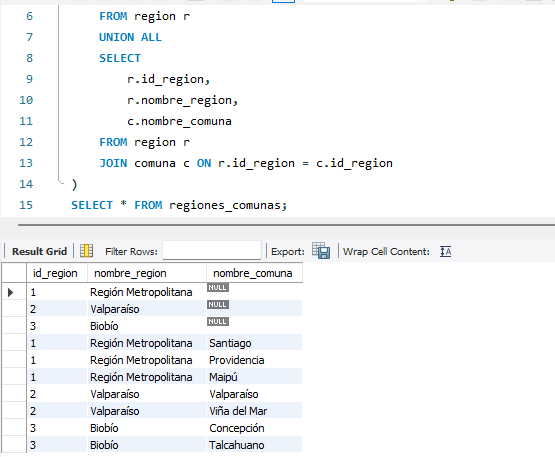 6 FROM region r
7 UNION ALL
8 SELECT
9 r.id_region,
10 r.nombre_region,
11 c.nombre_comuna
12 FROM region r
13 JOIN comuna c ON r.id_region = c.id_region
14 )
15 SELECT * FROM regiones_comunas;
Result Grid Filter Rows: Export: Wrap Cell Content:
id_region nombre_region nombre_comuna
1 Región Metropolitana NULL
2 Valparaíso NULL
3 Biobío NULL
1 Región Metropolitana Santiago
1 Región Metropolitana Providencia
1 Región Metropolitana Maipú
2 Valparaíso Valparaíso
2 Valparaíso Viña del Mar
3 Biobío Concepción
3 Biobío Talcahuano